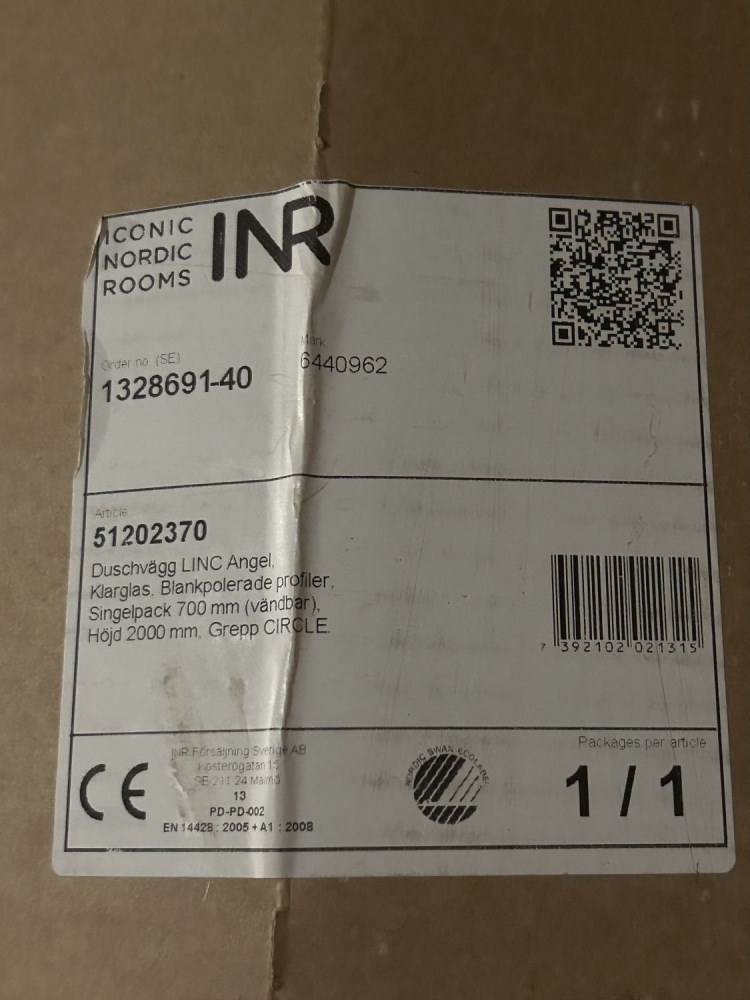 ICONIC
NORDIC
ROOMS
INR
Order no (SE)
1328691-40
Mark
6440962
Article
51202370
Duschvägg LINC Angel,
Klarglas. Blankpolerade profiler.
Singelpack 700 mm (vändbar),
Höjd 2000 mm, Grepp CIRCLE.
7 392102 021315
CE
INR Försäljning Sverige AB
Kosterögatan 15
SE-211 24 Malmö
13
PD-PD-002
EN 14428 : 2005 + A1 : 2008
NORDIC SWAN ECOLABEL
Packages per article
1 / 1